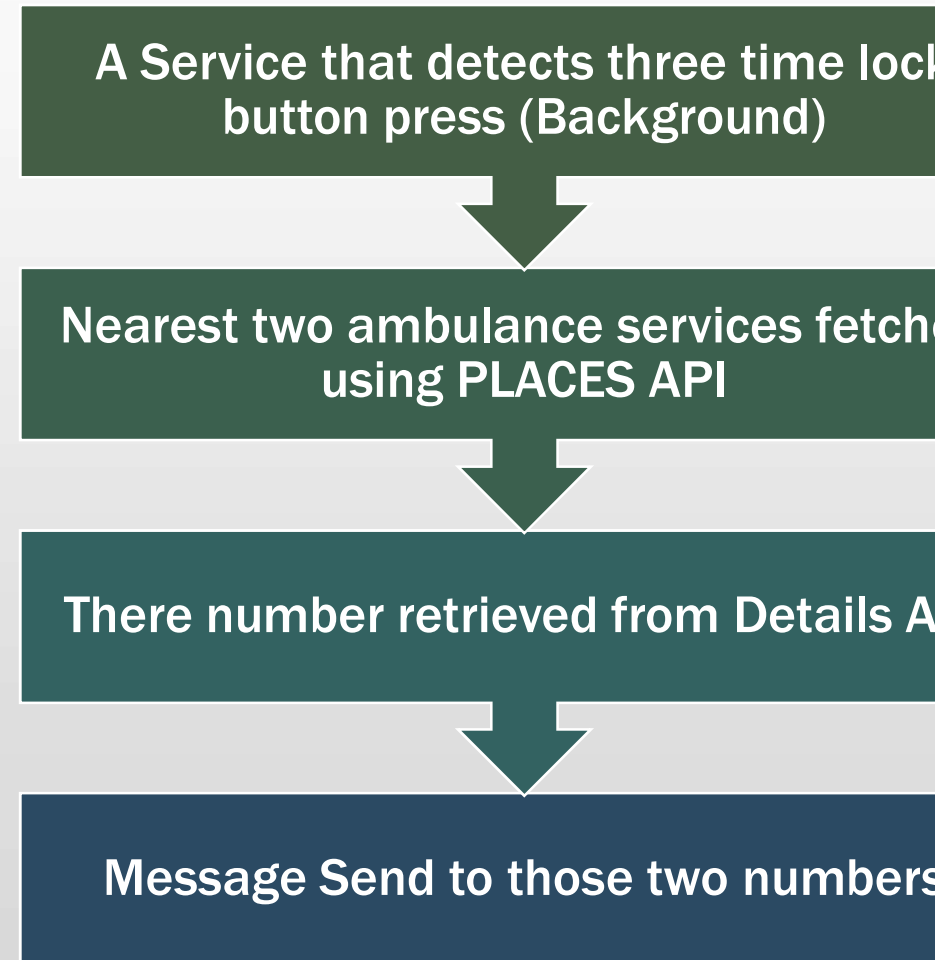 A Service that detects three time lock
button press (Background)
Nearest two ambulance services fetche
using PLACES API
There number retrieved from Details A
Message Send to those two numbers